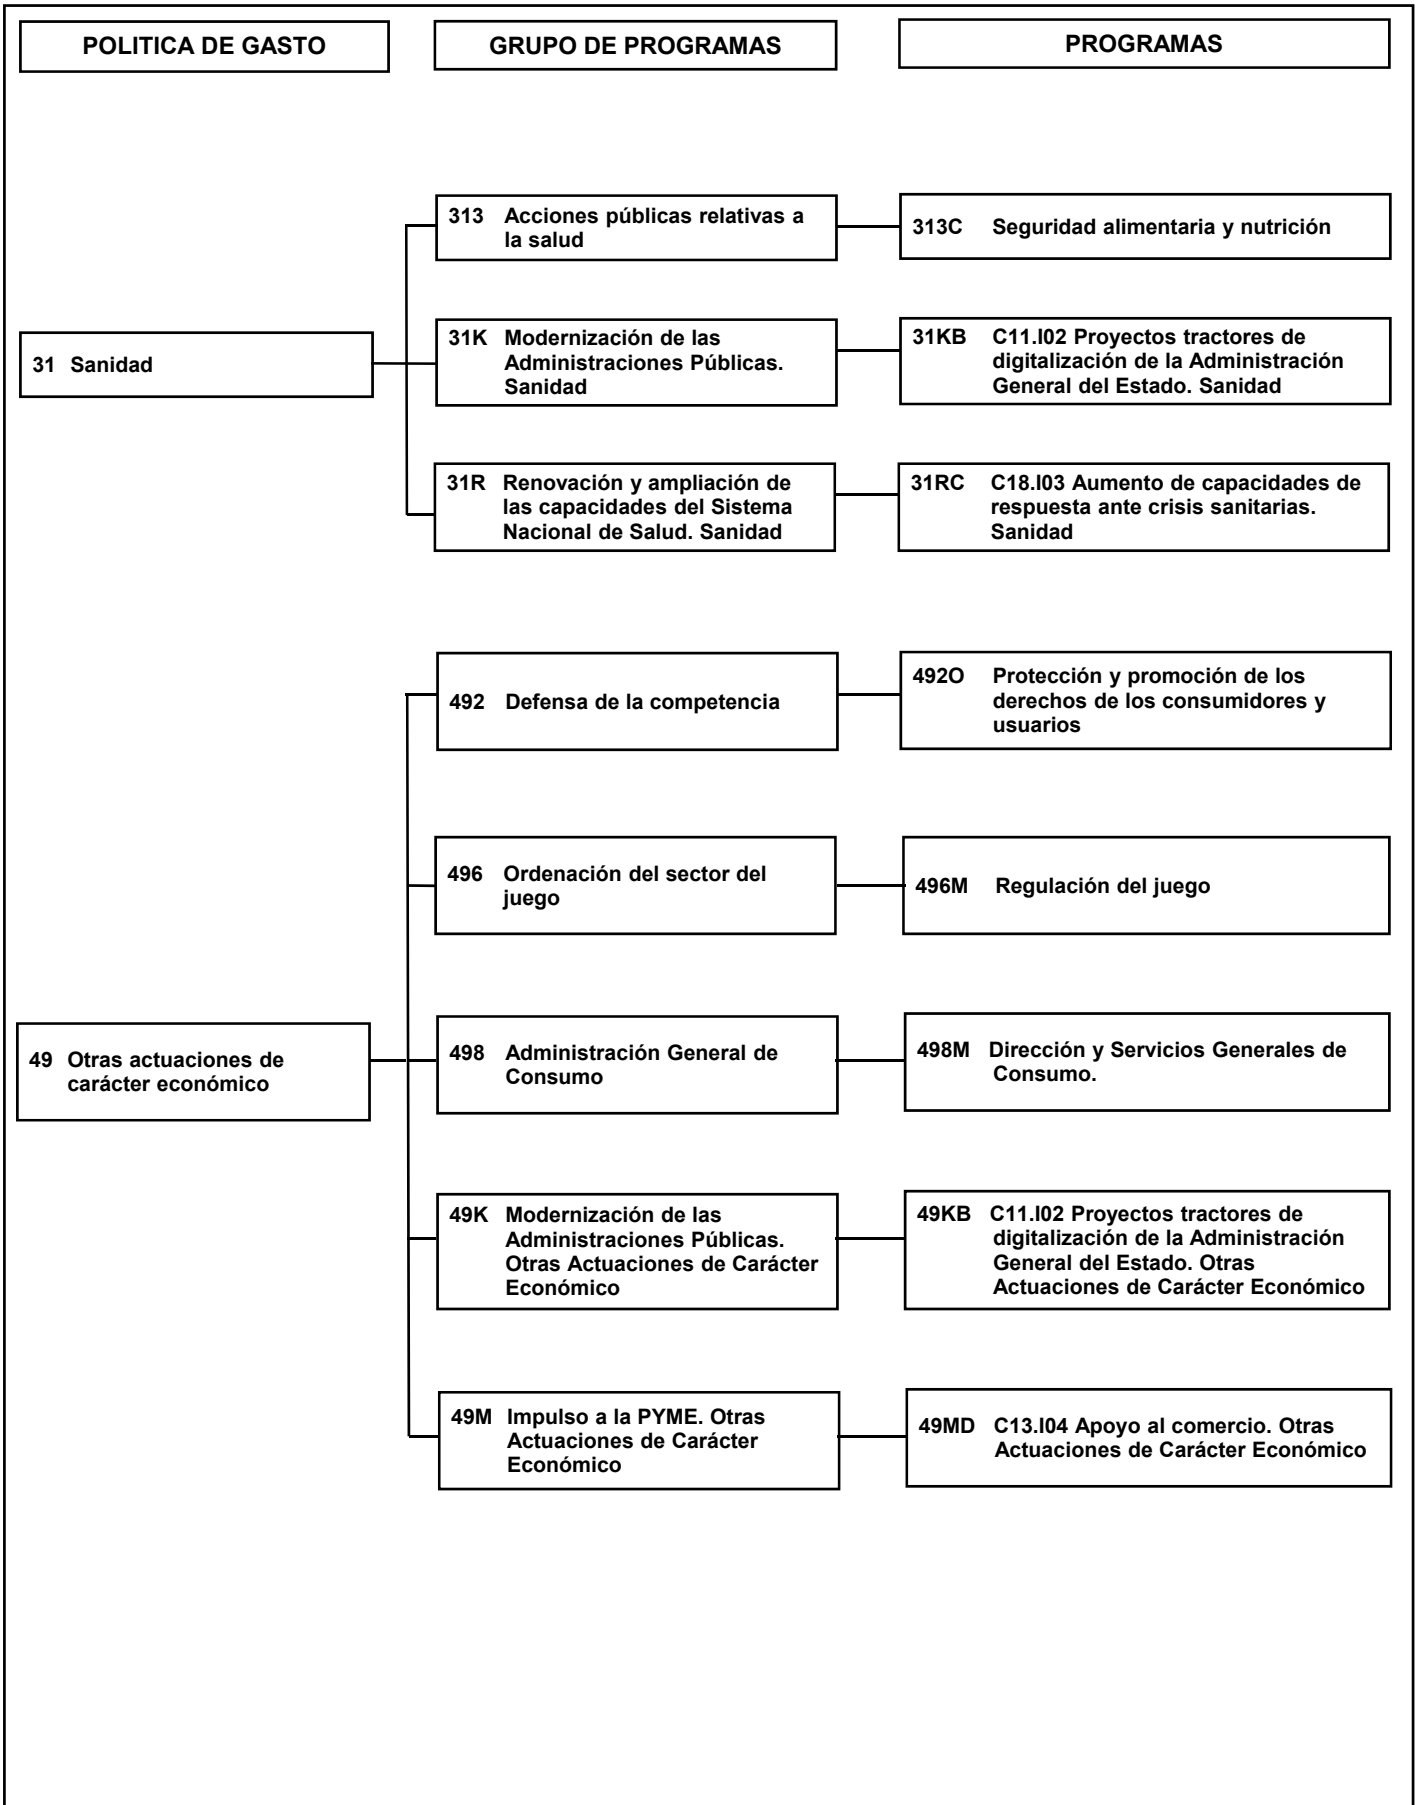 POLITICA DE GASTO
GRUPO DE PROGRAMAS
PROGRAMAS
313 Acciones públicas relativas a
la salud
313C Seguridad alimentaria y nutrición
31 Sanidad
31K Modernización de las
Administraciones Públicas.
Sanidad
31KB C11.I02 Proyectos tractores de
digitalización de la Administración
General del Estado. Sanidad
31R Renovación y ampliación de
las capacidades del Sistema
Nacional de Salud. Sanidad
31RC C18.I03 Aumento de capacidades de
respuesta ante crisis sanitarias.
Sanidad
492 Defensa de la competencia
492O Protección y promoción de los
derechos de los consumidores y
usuarios
496 Ordenación del sector del
juego
496M Regulación del juego
49 Otras actuaciones de
carácter económico
498 Administración General de
Consumo
498M Dirección y Servicios Generales de
Consumo.
49K Modernización de las
Administraciones Públicas.
Otras Actuaciones de Carácter
Económico
49KB C11.I02 Proyectos tractores de
digitalización de la Administración
General del Estado. Otras
Actuaciones de Carácter Económico
49M Impulso a la PYME. Otras
Actuaciones de Carácter
Económico
49MD C13.I04 Apoyo al comercio. Otras
Actuaciones de Carácter Económico